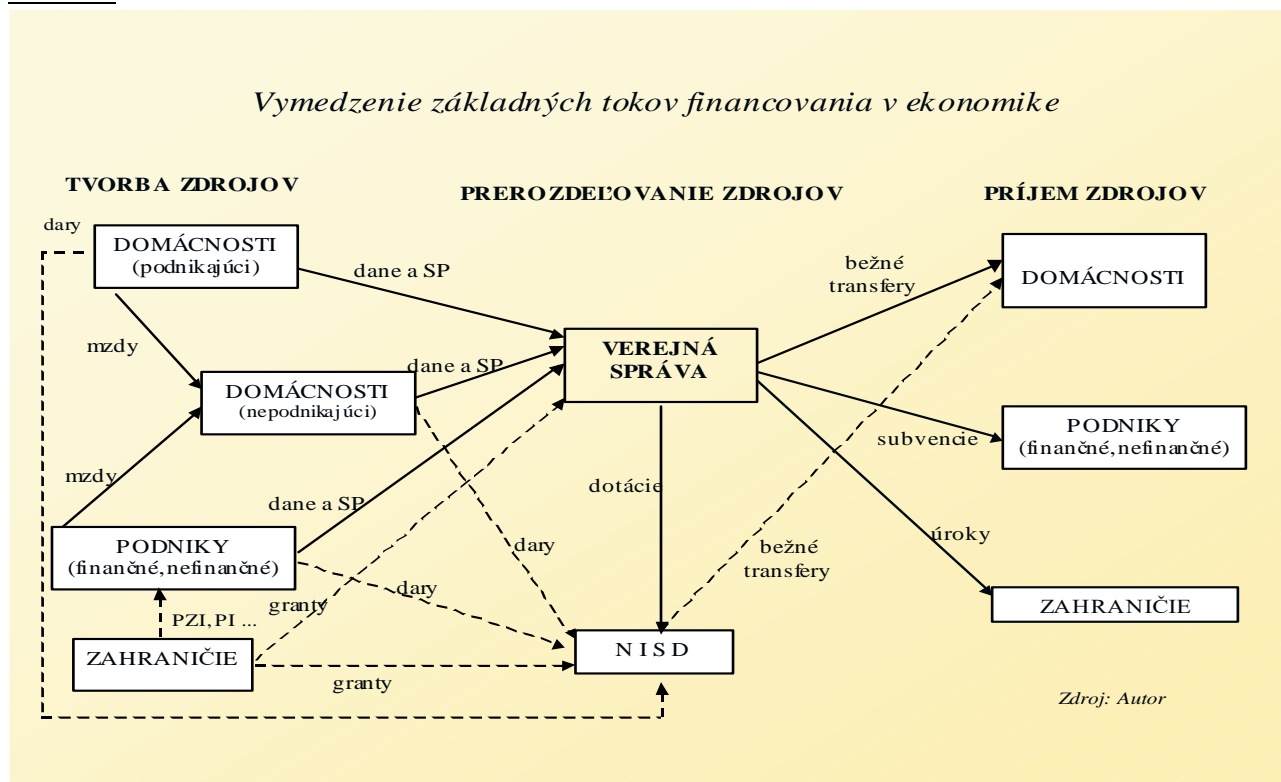 Vymedzenie základných tokov financovania v ekonomike
TVORBA ZDROJOV
PREROZDEĽOVANIE ZDROJOV
PRÍJEM ZDROJOV
dary
DOMÁCNOSTI
(podnikajúci)
dane a SP
bežné
transfery
DOMÁCNOSTI
mzdy
VEREJNÁ
SPRÁVA
dane a SP
DOMÁCNOSTI
(nepodnikajúci)
PODNIKY
(finančné, nefinančné)
subvencie
mzdy
dane a SP
dotácie
úroky
PODNIKY
(finančné, nefinančné)
dary
bežné
transfery
dary
granty
PZI, PI ...
ZAHRANIČIE
ZAHRANIČIE
N I S D
granty
Zdroj: Autor